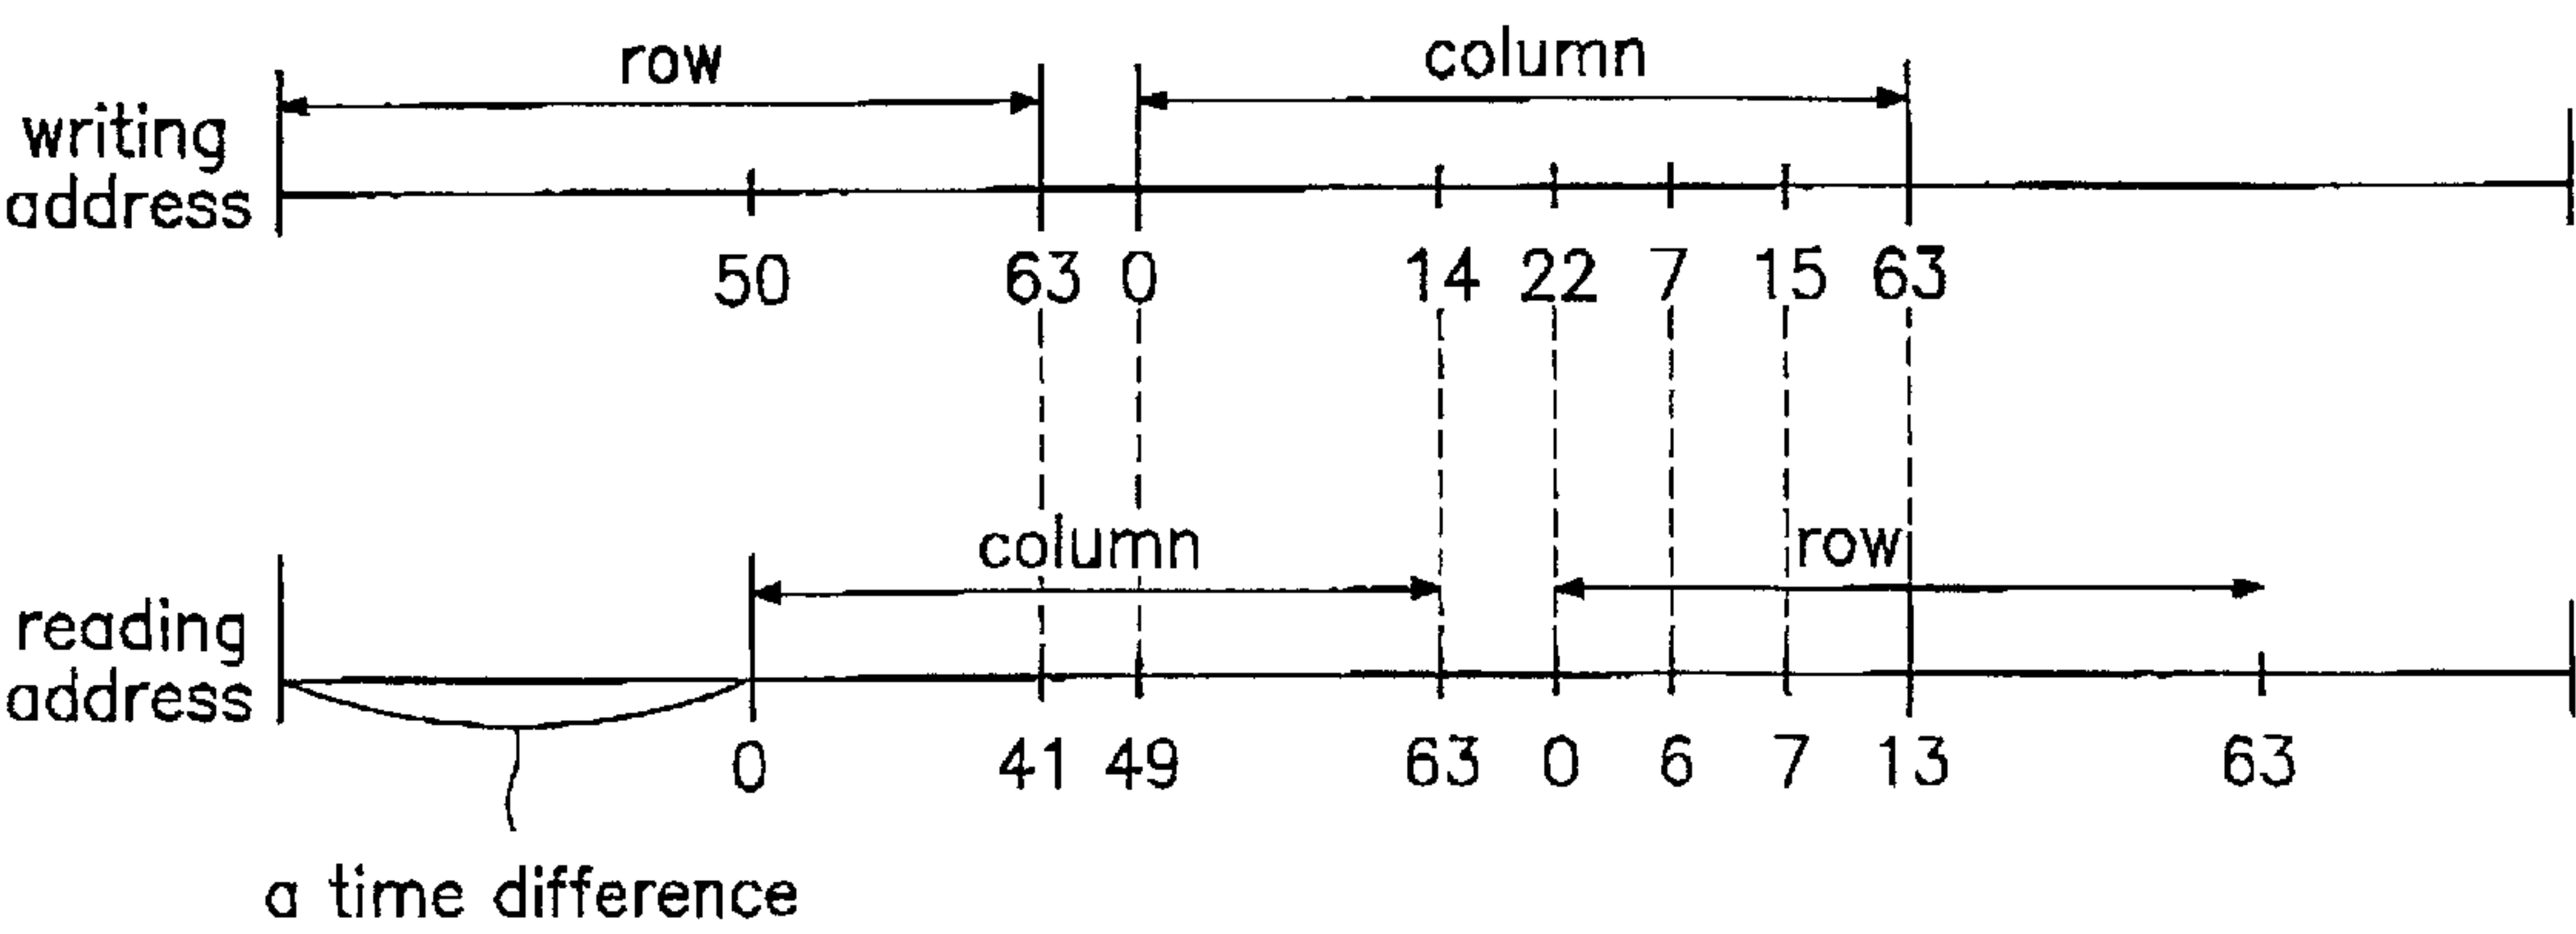 row
column
writing
address
50
63
0
14
22
7
15
63
column
row
reading
address
0
41
49
63
0
6
7
13
63
a time difference